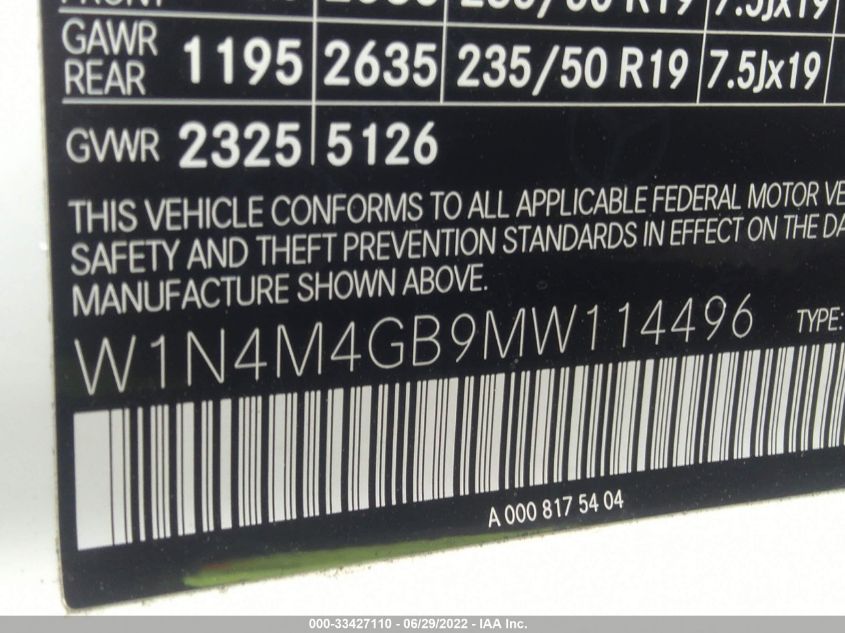 GAWR
REAR 1195 2635 235/50 R19 7.5Jx19
GVWR 2325 5126
THIS VEHICLE CONFORMS TO ALL APPLICABLE FEDERAL MOTOR VE
SAFETY AND THEFT PREVENTION STANDARDS IN EFFECT ON THE DA
MANUFACTURE SHOWN ABOVE.
W1N4M4GB9MW114496 TYPE:
A 000 817 54 04
000-33427110 - 06/29/2022 - IAA Inc.